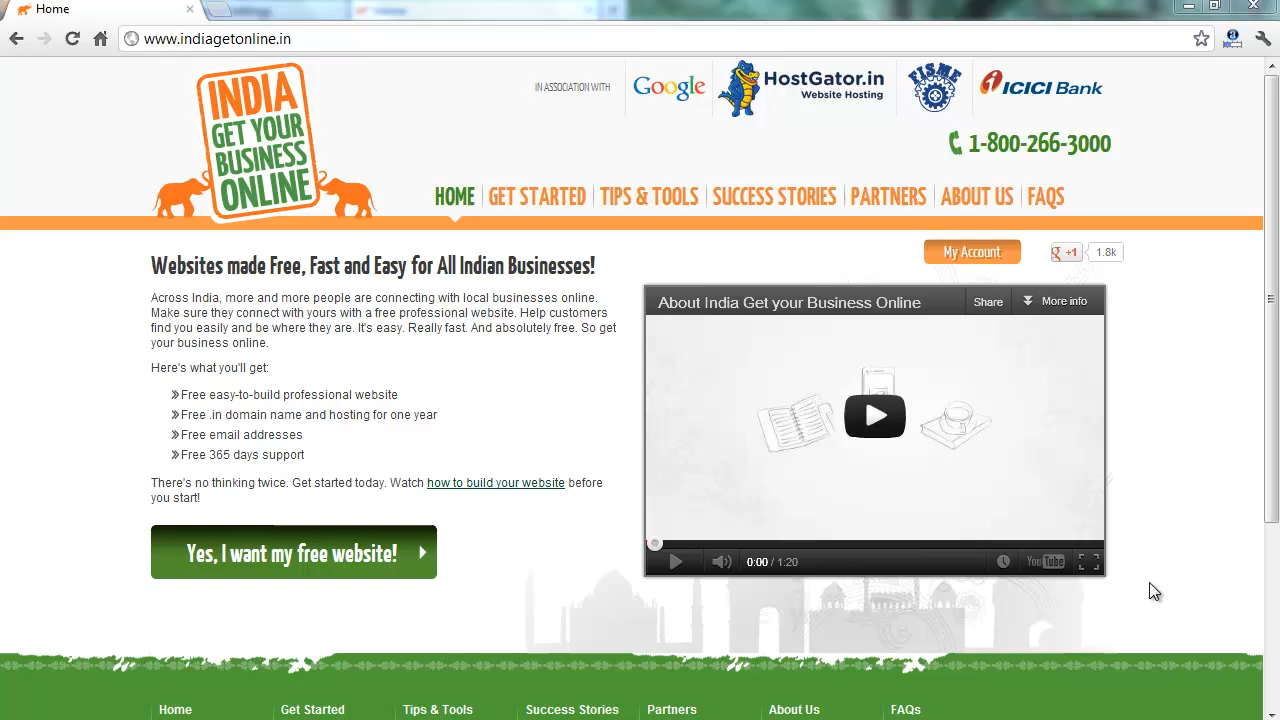 Home
www.indiagetonline.in
INDIA
GET YOUR
BUSINESS
ONLINE
IN ASSOCIATION WITH
Google
HostGator.in
Website Hosting
FISME
ICICI Bank
1-800-266-3000
HOME
GET STARTED
TIPS & TOOLS
SUCCESS STORIES
PARTNERS
ABOUT US
FAQS
My Account
+1
1.8k
Websites made Free, Fast and Easy for All Indian Businesses!
Across India, more and more people are connecting with local businesses online.
Make sure they connect with yours with a free professional website. Help customers
find you easily and be where they are. It's easy. Really fast. And absolutely free. So get
your business online.
Here's what you'll get:
Free easy-to-build professional website
Free .in domain name and hosting for one year
Free email addresses
Free 365 days support
There's no thinking twice. Get started today. Watch how to build your website before
you start!
Yes, I want my free website!
About India Get your Business Online
Share
More info
0:00 / 1:20
YouTube
Home
Get Started
Tips & Tools
Success Stories
Partners
About Us
FAQs